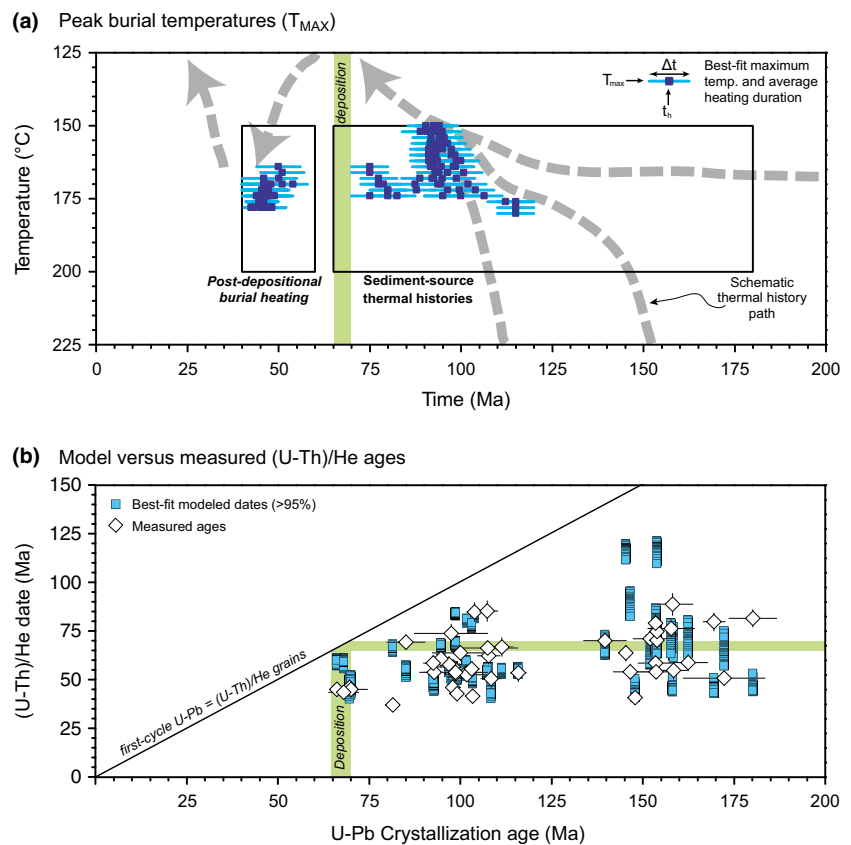 (a) Peak burial temperatures (TMAX)
125
150
175
200
225
Temperature (°C)
deposition
Δt
Tmax
th
Best-fit maximum
temp. and average
heating duration
Post-depositional
burial heating
Sediment-source
thermal histories
Schematic
thermal history
path
0 25 50 75 100 125 150 175 200
Time (Ma)
(b) Model versus measured (U-Th)/He ages
150
125
100
75
50
25
0
(U-Th)/He date (Ma)
Best-fit modeled dates (>95%)
Measured ages
first-cycle U-Pb = (U-Th)/He grains
Deposition
25 50 75 100 125 150 175 200
U-Pb Crystallization age (Ma)